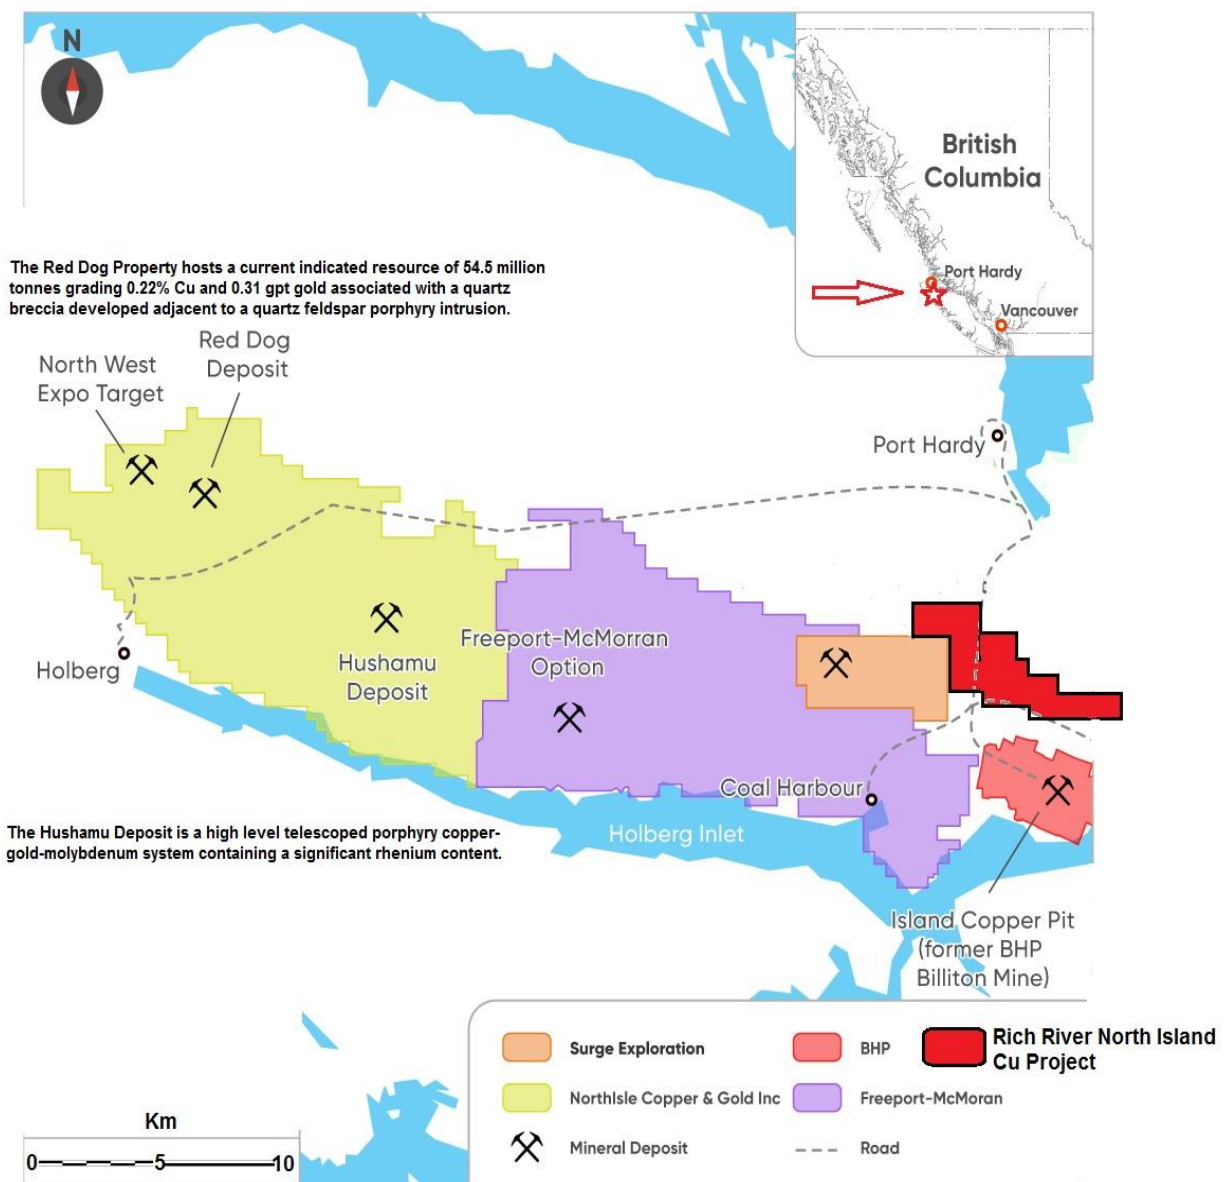 N
British
Columbia
Port Hardy
Vancouver
The Red Dog Property hosts a current indicated resource of 54.5 million
tonnes grading 0.22% Cu and 0.31 gpt gold associated with a quartz
breccia developed adjacent to a quartz feldspar porphyry intrusion.
North West
Expo Target
Red Dog
Deposit
Port Hardy
Holberg
Hushamu
Deposit
Freeport-McMorran
Option
Coal Harbour
Holberg Inlet
The Hushamu Deposit is a high level telescoped porphyry copper-
gold-molybdenum system containing a significant rhenium content.
Island Copper Pit
(former BHP
Billiton Mine)
Surge Exploration
BHP
Rich River North Island
Cu Project
NorthIsle Copper & Gold Inc
Freeport-McMoran
Mineral Deposit
Road
Km
0 5 10